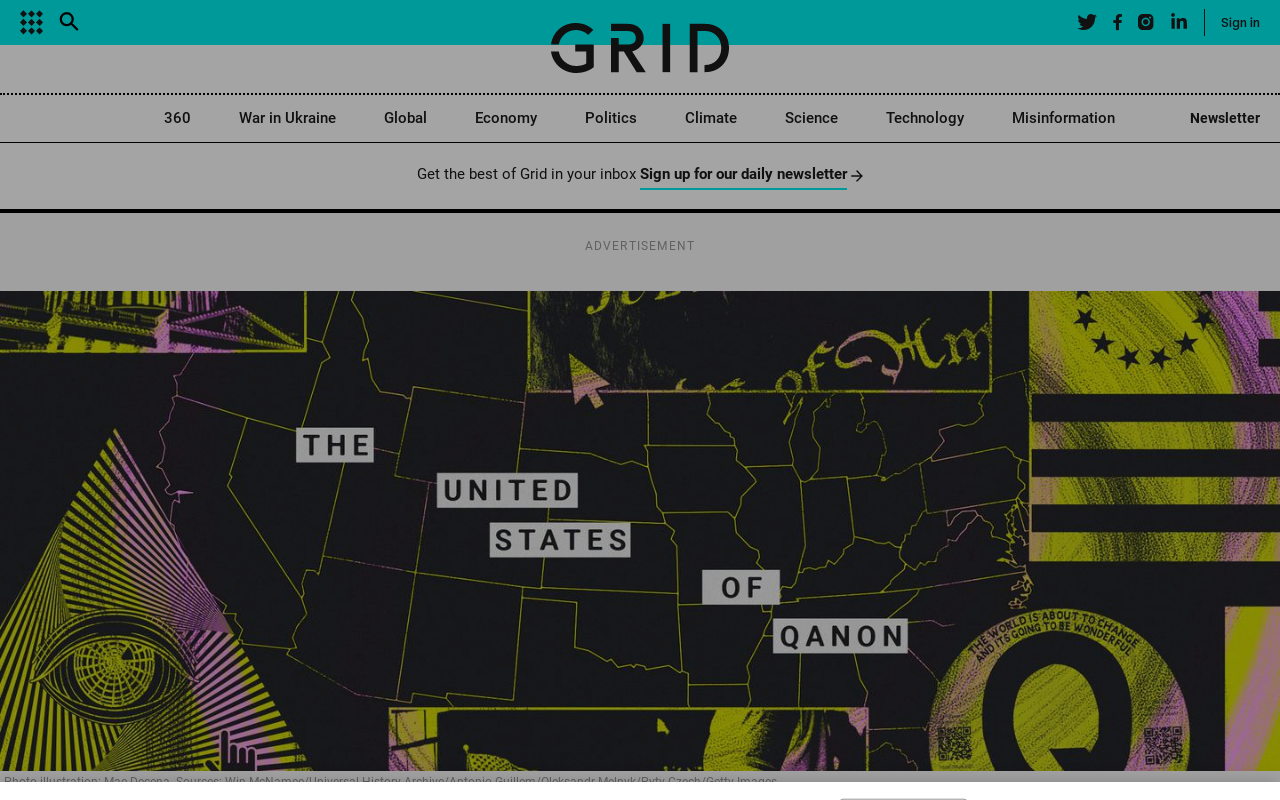 GRID
Sign in
360 War in Ukraine Global Economy Politics Climate Science Technology Misinformation Newsletter
Get the best of Grid in your inbox Sign up for our daily newsletter
ADVERTISEMENT
of
THE
UNITED
STATES
OF
QANON
THE WORLD IS ABOUT TO CHANGE
AND ITS GOING TO BE WONDERFUL
Q
Photo illustration: Mae Decena. Sources: Win McNamee/Universal History Archive/Antonio Guillem/Oleksandr Melnyk/Ryty Czech/Getty Images